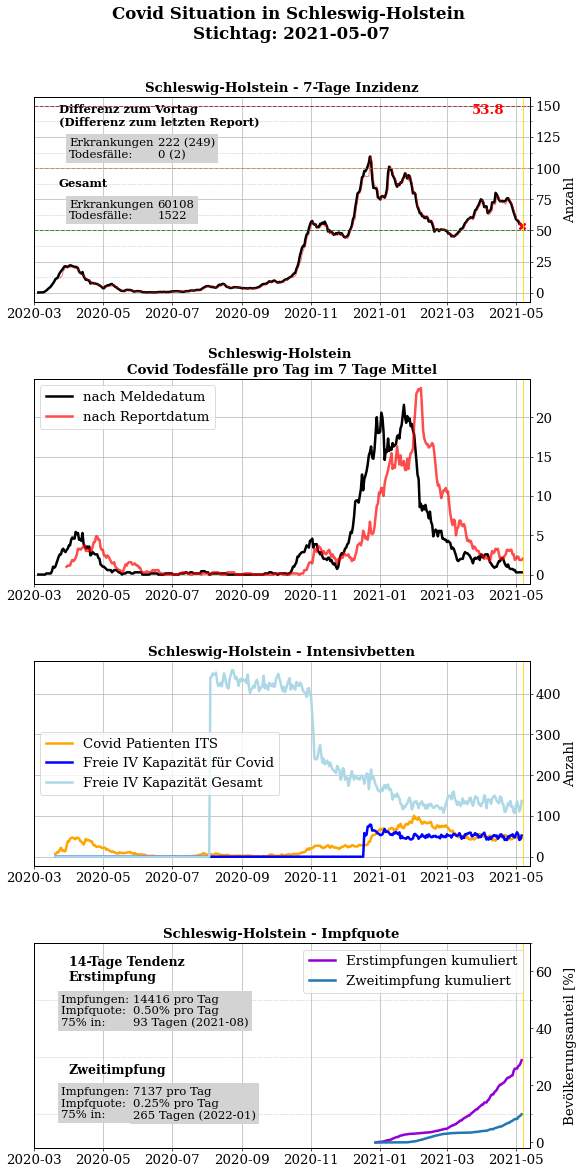 Covid Situation in Schleswig-Holstein
Stichtag: 2021-05-07
Schleswig-Holstein - 7-Tage Inzidenz
Differenz zum Vortag
(Differenz zum letzten Report)
Erkrankungen 222 (249)
Todesfälle: 0 (2)
Gesamt
Erkrankungen 60108
Todesfälle: 1522
53.8
150
125
100
75
50
25
0
Anzahl
2020-03 2020-05 2020-07 2020-09 2020-11 2021-01 2021-03 2021-05
Schleswig-Holstein
Covid Todesfälle pro Tag im 7 Tage Mittel
nach Meldedatum
nach Reportdatum
20
15
10
5
0
2020-03 2020-05 2020-07 2020-09 2020-11 2021-01 2021-03 2021-05
Schleswig-Holstein - Intensivbetten
Covid Patienten ITS
Freie IV Kapazität für Covid
Freie IV Kapazität Gesamt
400
300
200
100
0
Anzahl
2020-03 2020-05 2020-07 2020-09 2020-11 2021-01 2021-03 2021-05
Schleswig-Holstein - Impfquote
14-Tage Tendenz
Erstimpfung
Impfungen: 14416 pro Tag
Impfquote: 0.50% pro Tag
75% in: 93 Tagen (2021-08)
Zweitimpfung
Impfungen: 7137 pro Tag
Impfquote: 0.25% pro Tag
75% in: 265 Tagen (2022-01)
Erstimpfungen kumuliert
Zweitimpfung kumuliert
60
40
20
0
Bevölkerungsanteil [%]
2020-03 2020-05 2020-07 2020-09 2020-11 2021-01 2021-03 2021-05